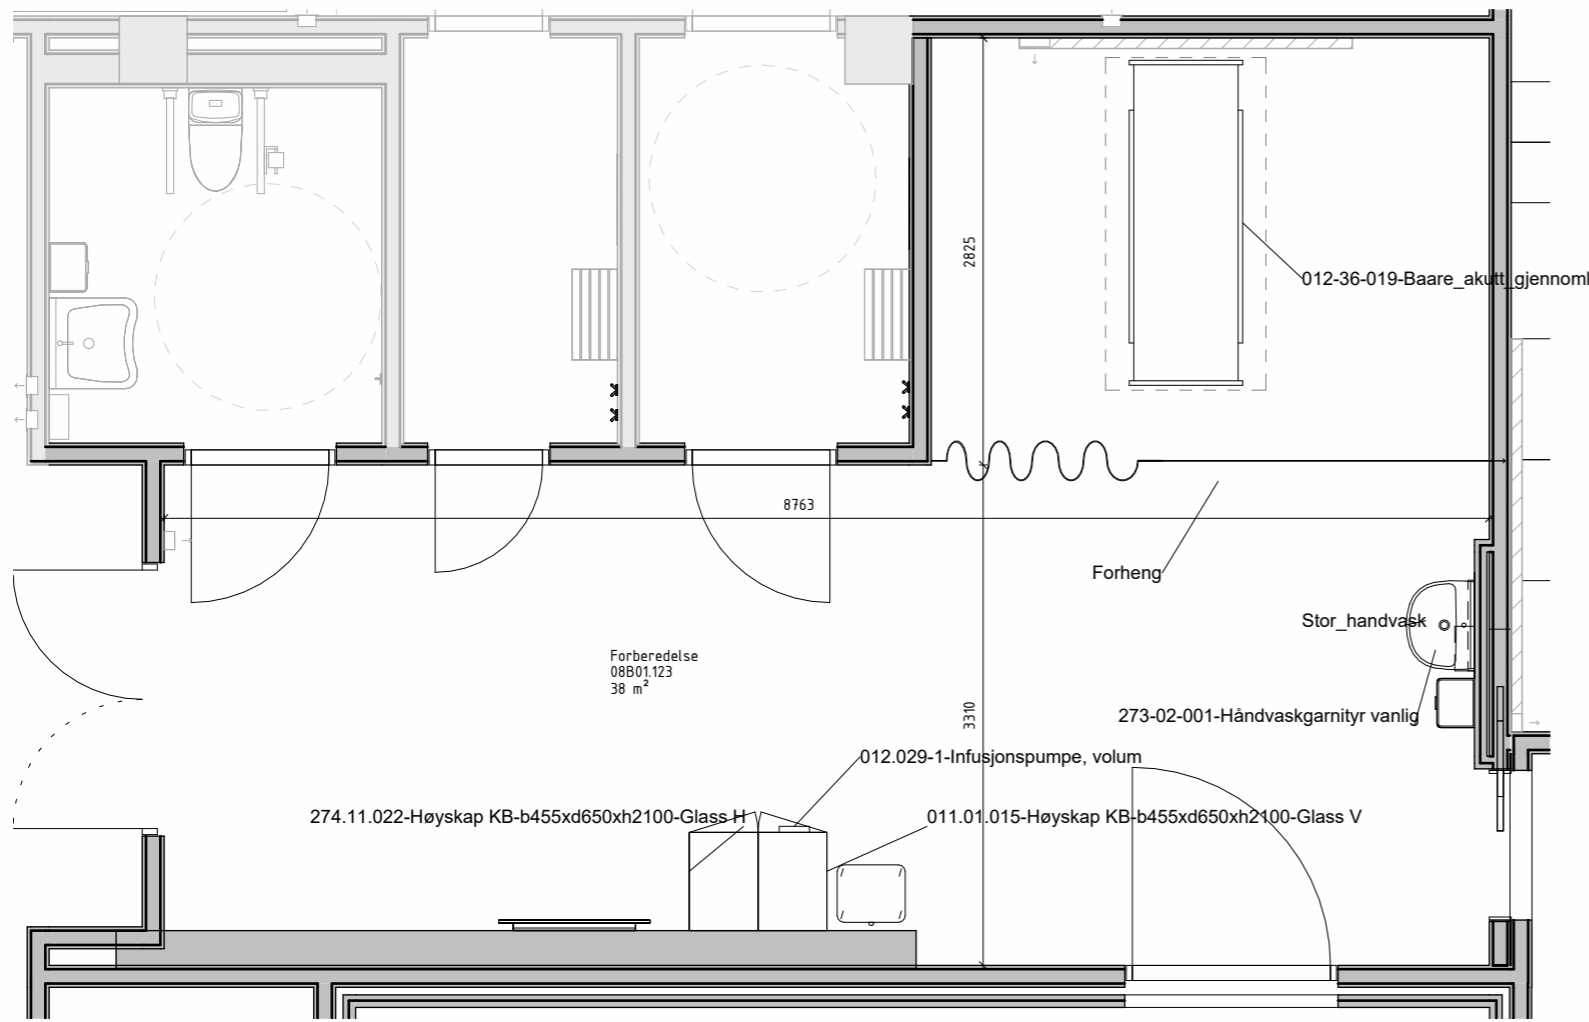 2825
012-36-019-Baare_akutt_gjennoml
8763
Forheng
Stor_handvask
Forberedelse
08B01.123
38 m²
3310
273-02-001-Håndvaskgarnityr vanlig
012.029-1-Infusjonspumpe, volum
274.11.022-Høyskap KB-b455xd650xh2100-Glass H
011.01.015-Høyskap KB-b455xd650xh2100-Glass V